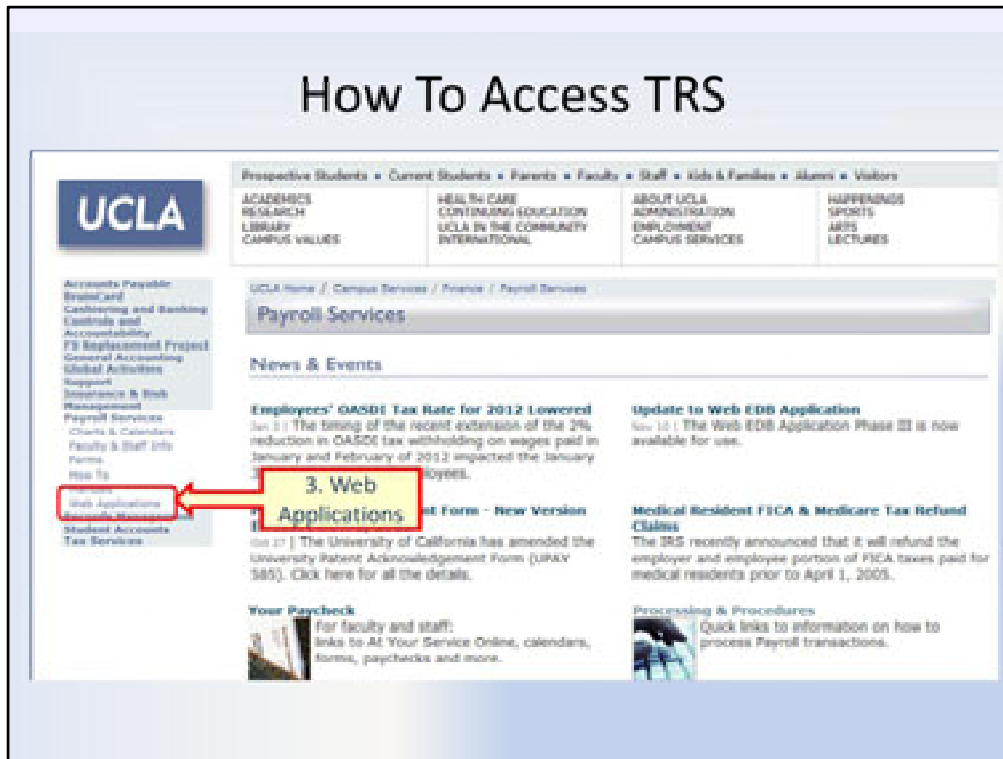 How To Access TRS
Prospective Students • Current Students • Parents • Faculty • Staff • Kids & Families • Alumni • Visitors
UCLA
ACADEMICS
RESEARCH
LIBRARY
CAMPUS VALUES
HEALTH CARE
CONTINUING EDUCATION
UCLA IN THE COMMUNITY
INTERNATIONAL
ABOUT UCLA
ADMINISTRATION
EMPLOYMENT
CAMPUS SERVICES
HAPPENINGS
SPORTS
ARTS
LECTURES
Accounts Payable
BruinCard
Cashiering and Banking
Controls and
Accountability
FS Replacement Project
General Accounting
Global Activities
Support
Insurance & Risk
Management
Payroll Services
Charts & Calendars
Faculty & Staff Info
Forms
How To
Web Applications
Student Accounts
Tax Services
UCLA Home / Campus Services / Finance / Payroll Services
Payroll Services
News & Events
Employees' OASDI Tax Rate for 2012 Lowered
Jan 3 | The timing of the recent extension of the 2%
reduction in OASDI tax withholding on wages paid in
January and February of 2012 impacted the January
3. Web
Applications
Form - New Version
Oct 27 | The University of California has amended the
University Patent Acknowledgement Form (UPAY
585). Click here for all the details.
Your Paycheck
For faculty and staff:
links to At Your Service Online, calendars,
forms, paychecks and more.
Update to Web EDB Application
Nov 10 | The Web EDB Application Phase III is now
available for use.
Medical Resident FICA & Medicare Tax Refund
Claims
The IRS recently announced that it will refund the
employer and employee portion of FICA taxes paid for
medical residents prior to April 1, 2005.
Processing & Procedures
Quick links to information on how to
process Payroll transactions.